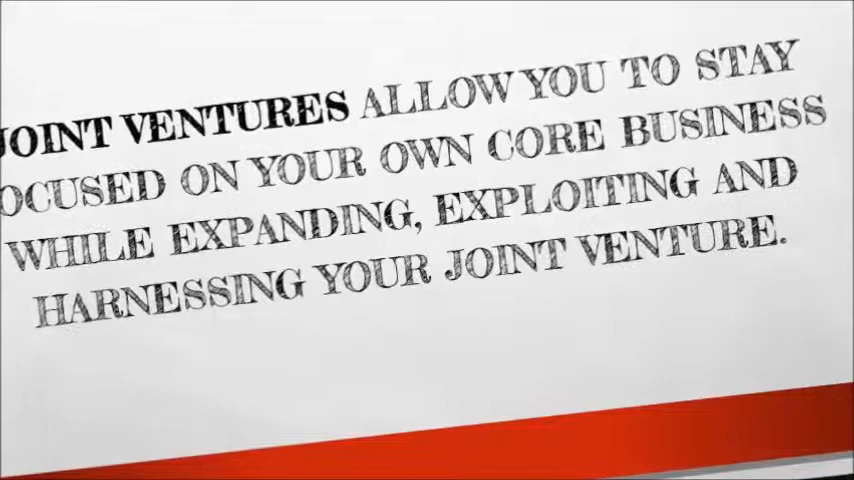 JOINT VENTURES ALLOW YOU TO STAY
OCUSED ON YOUR OWN CORE BUSINESS
WHILE EXPANDING, EXPLOITING AND
HARNESSING YOUR JOINT VENTURE.